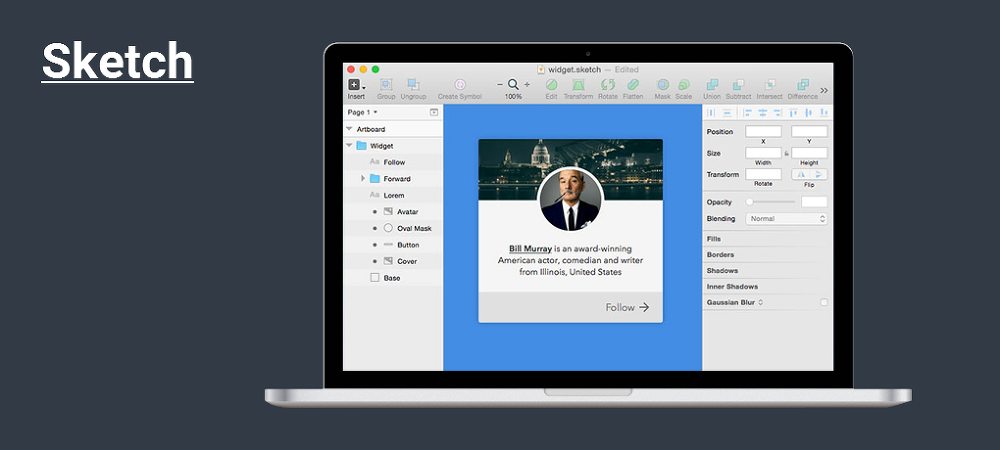 Sketch
widget.sketch — Edited
Insert Group Ungroup Create Symbol 100% Edit Transform Rotate Flatten Mask Scale Union Subtract Intersect Difference
Page 1
Artboard
Widget
Aa Follow
Forward
Aa Lorem
Avatar
Oval Mask
Button
Cover
Base
Bill Murray is an award-winning
American actor, comedian and writer
from Illinois, United States
Follow
Position
X Y
Size
Width Height
Transform
Rotate Flip
Opacity
Blending Normal
Fills
Borders
Shadows
Inner Shadows
Gaussian Blur